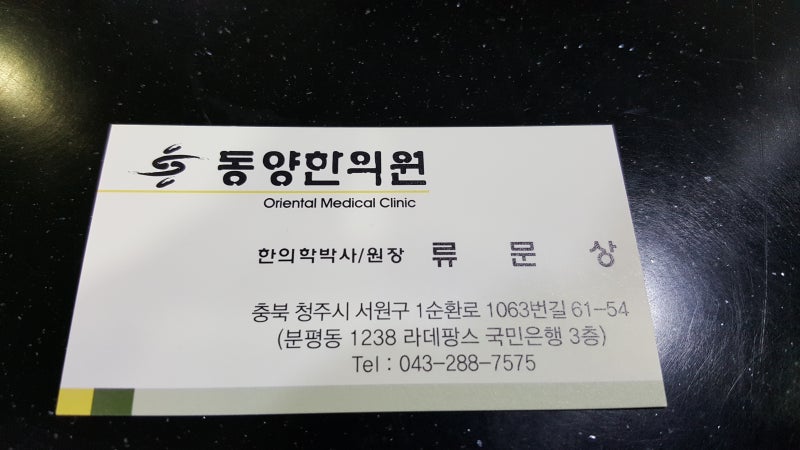 동양한의원
Oriental Medical Clinic
한의학박사/원장 류 문 상
충북 청주시 서원구 1순환로 1063번길 61-54
(분평동 1238 라데팡스 국민은행 3층)
Tel : 043-288-7575